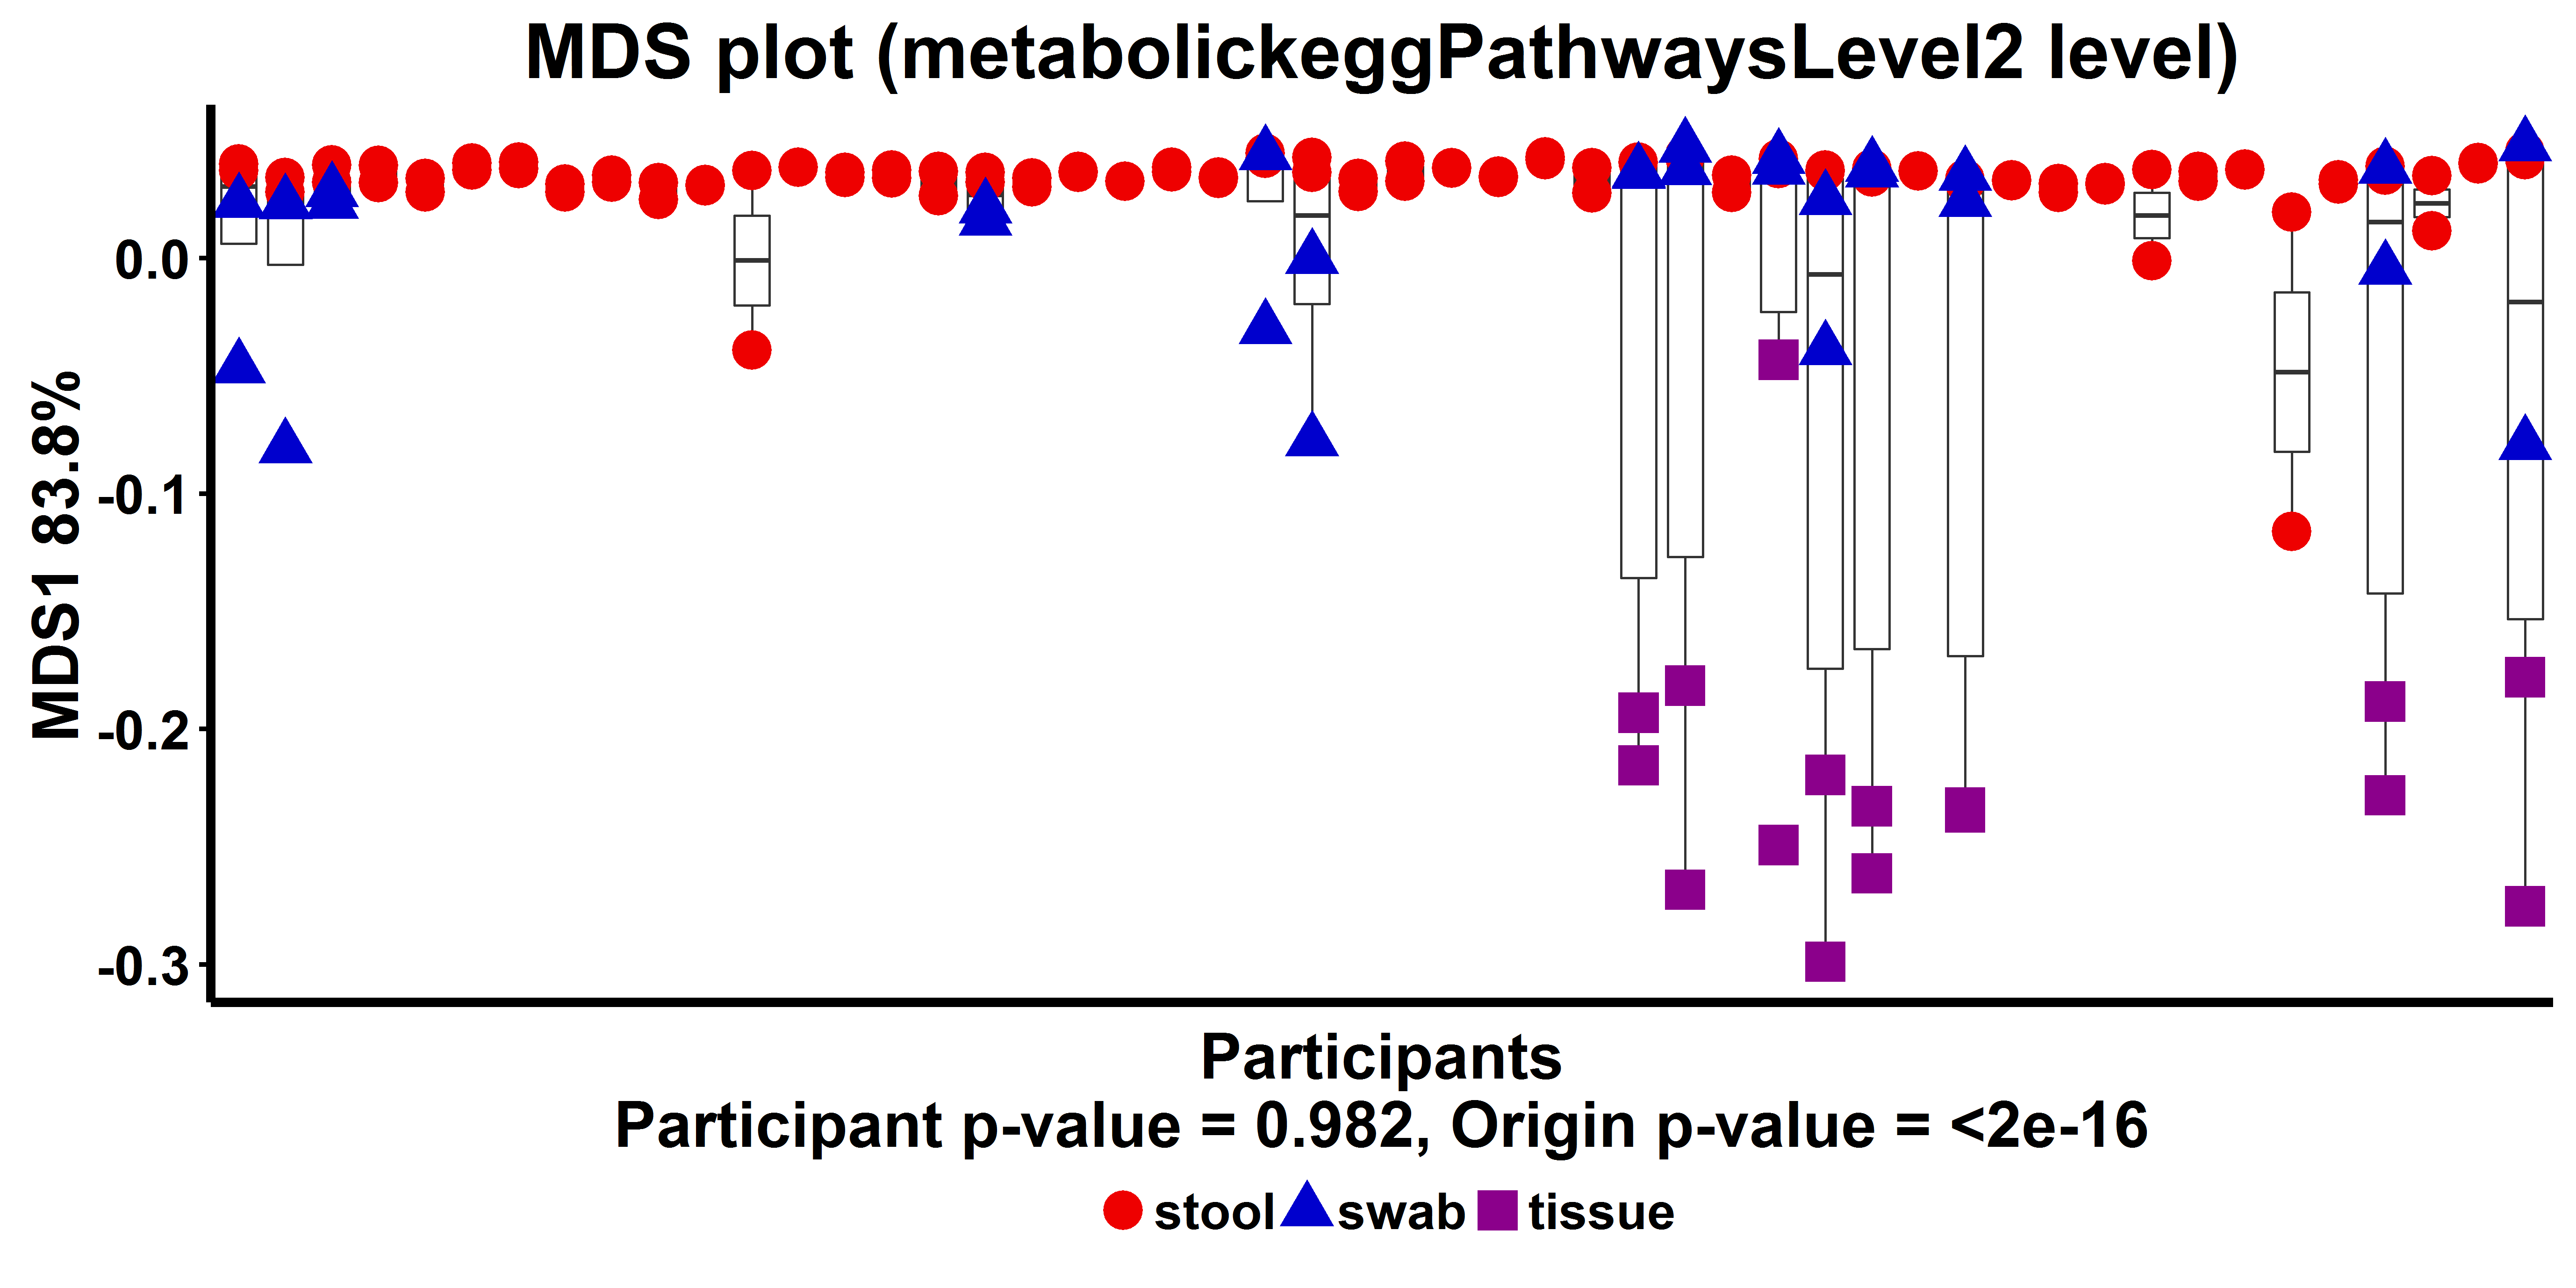 MDS plot (metabolickeggPathwaysLevel2 level)
MDS1 83.8%
0.0
-0.1
-0.2
-0.3
Participants
Participant p-value = 0.982, Origin p-value = <2e-16
stool swab tissue